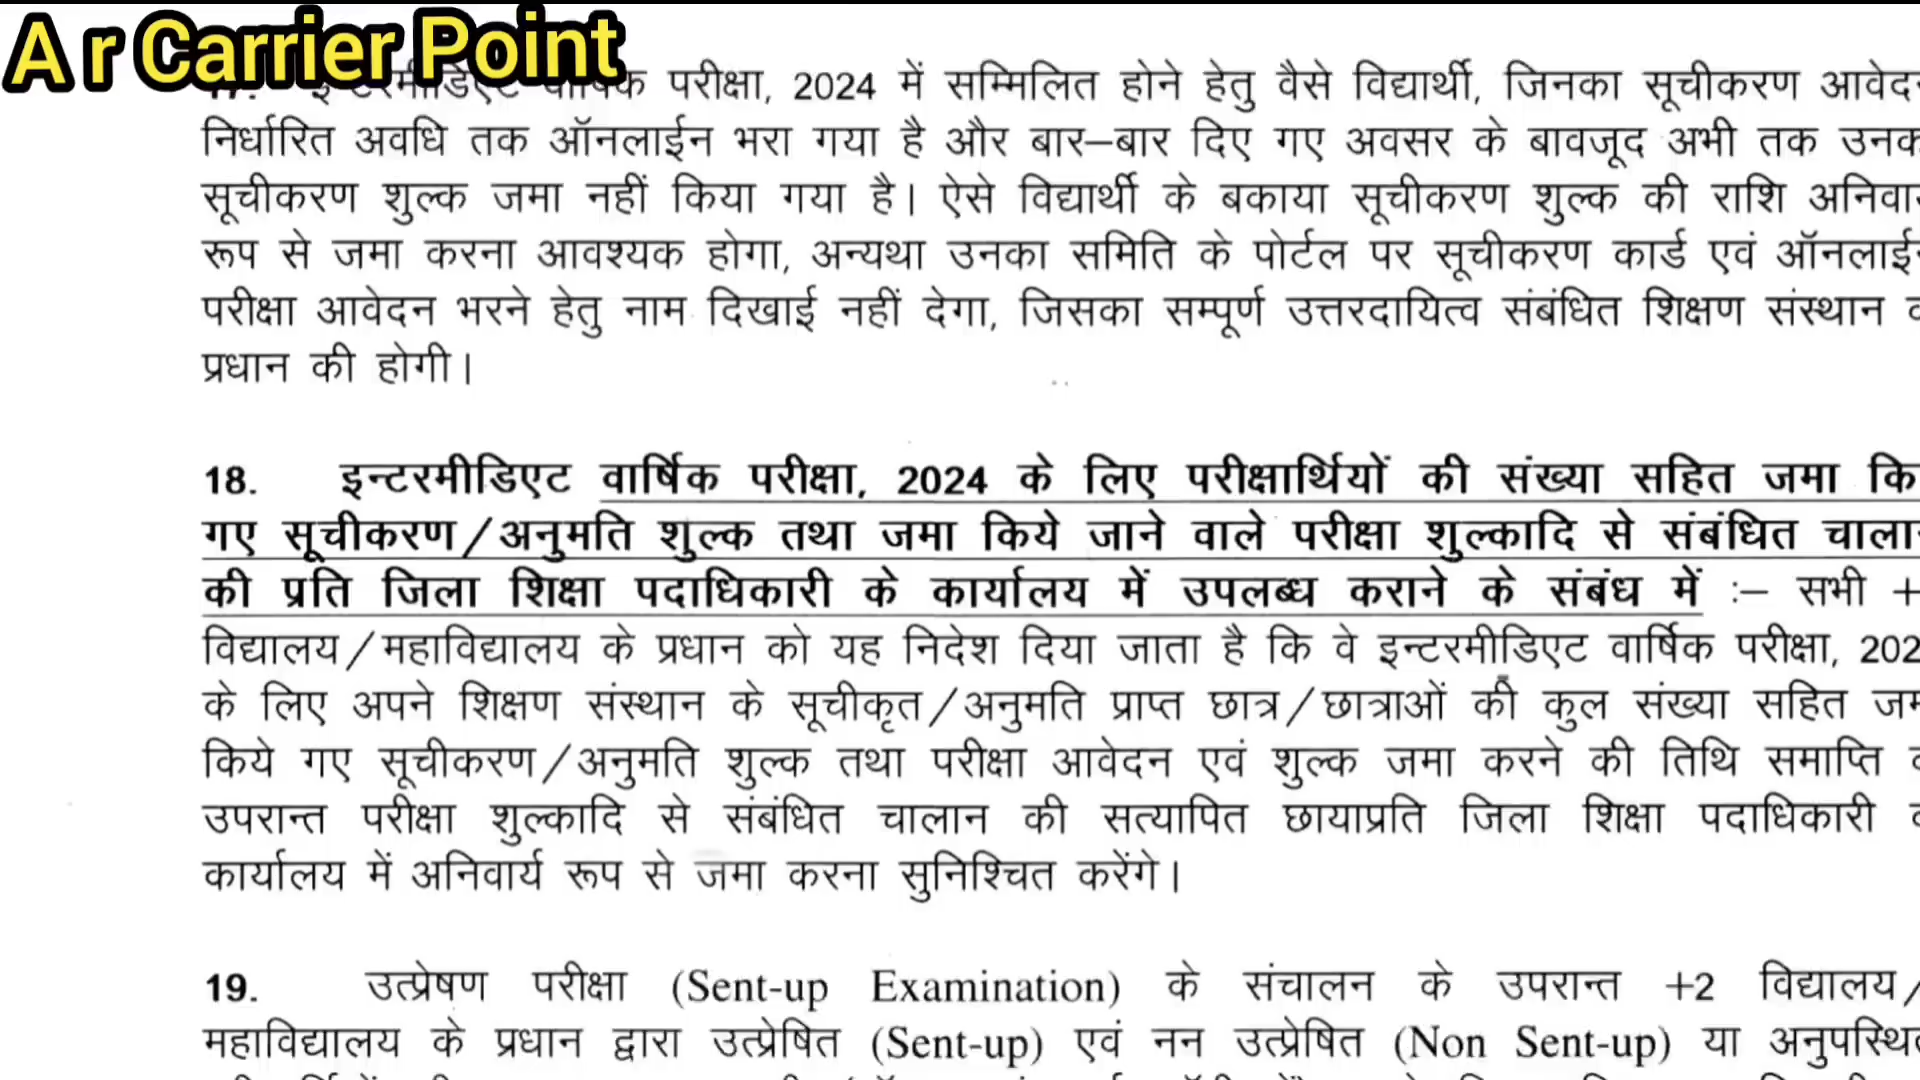 A r Carrier Point
17. इन्टरमीडिएट वार्षिक परीक्षा, 2024 में सम्मिलित होने हेतु वैसे विद्यार्थी, जिनका सूचीकरण आवेदन
निर्धारित अवधि तक ऑनलाईन भरा गया है और बार–बार दिए गए अवसर के बावजूद अभी तक उनक
सूचीकरण शुल्क जमा नहीं किया गया है। ऐसे विद्यार्थी के बकाया सूचीकरण शुल्क की राशि अनिवा
रूप से जमा करना आवश्यक होगा, अन्यथा उनका समिति के पोर्टल पर सूचीकरण कार्ड एवं ऑनलाईन
परीक्षा आवेदन भरने हेतु नाम दिखाई नहीं देगा, जिसका सम्पूर्ण उत्तरदायित्व संबंधित शिक्षण संस्थान
प्रधान की होगी।
18. इन्टरमीडिएट वार्षिक परीक्षा, 2024 के लिए परीक्षार्थियों की संख्या सहित जमा कि
गए सूचीकरण/अनुमति शुल्क तथा जमा किये जाने वाले परीक्षा शुल्कादि से संबंधित चालान
की प्रति जिला शिक्षा पदाधिकारी के कार्यालय में उपलब्ध कराने के संबंध में :– सभी +
विद्यालय/महाविद्यालय के प्रधान को यह निदेश दिया जाता है कि वे इन्टरमीडिएट वार्षिक परीक्षा, 202
के लिए अपने शिक्षण संस्थान के सूचीकृत/अनुमति प्राप्त छात्र/छात्राओं की कुल संख्या सहित जम
किये गए सूचीकरण/अनुमति शुल्क तथा परीक्षा आवेदन एवं शुल्क जमा करने की तिथि समाप्ति
उपरान्त परीक्षा शुल्कादि से संबंधित चालान की सत्यापित छायाप्रति जिला शिक्षा पदाधिकारी
कार्यालय में अनिवार्य रूप से जमा करना सुनिश्चित करेंगे।
19. उत्प्रेषण परीक्षा (Sent-up Examination) के संचालन के उपरान्त +2 विद्यालय/
महाविद्यालय के प्रधान द्वारा उत्प्रेषित (Sent-up) एवं नन उत्प्रेषित (Non Sent-up) या अनुपस्थित